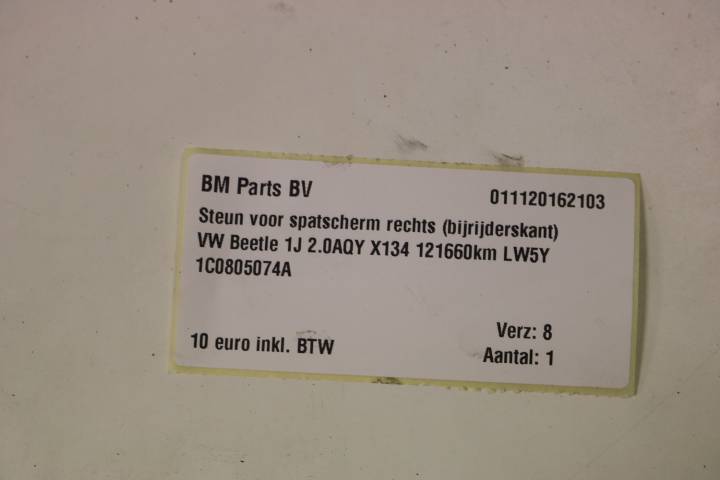 BM Parts BV 011120162103
Steun voor spatscherm rechts (bijrijderskant)
VW Beetle 1J 2.0AQY X134 121660km LW5Y
1C0805074A
Verz: 8
10 euro inkl. BTW Aantal: 1